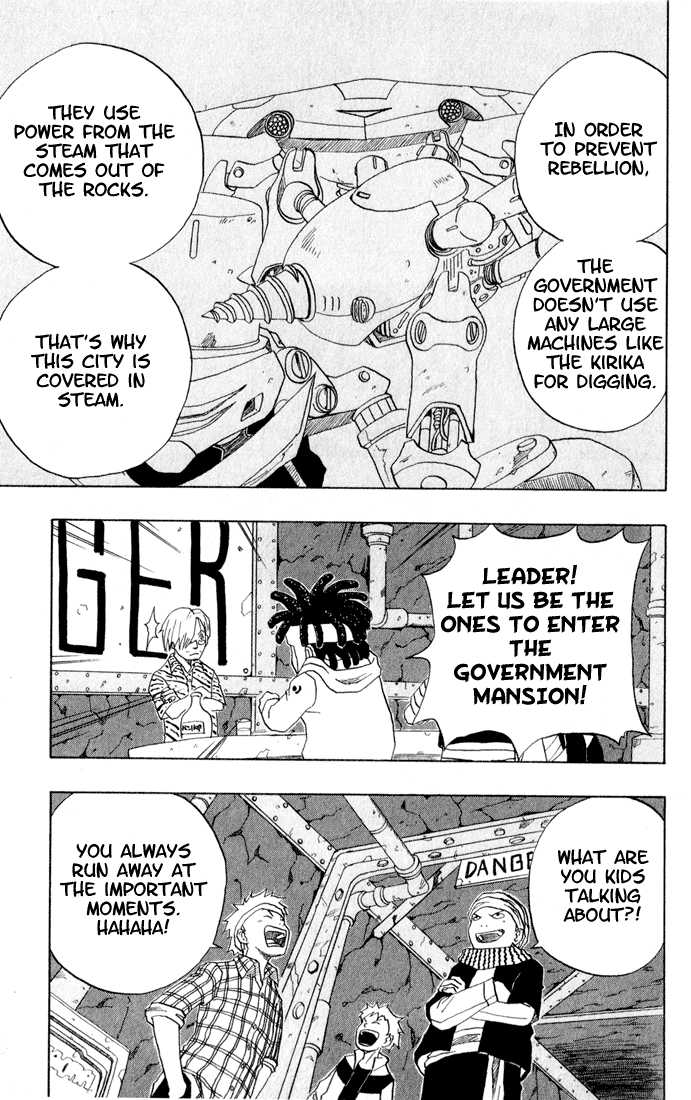 IN ORDER
TO PREVENT
REBELLION,
THE
GOVERNMENT
DOESN'T USE
ANY LARGE
MACHINES LIKE
THE KIRIKA
FOR DIGGING.
THEY USE
POWER FROM THE
STEAM THAT
COMES OUT OF
THE ROCKS.
THAT'S WHY
THIS CITY IS
COVERED IN
STEAM.
LEADER!
LET US BE THE
ONES TO ENTER
THE
GOVERNMENT
MANSION!
GER
WHAT ARE
YOU KIDS
TALKING
ABOUT?!
DANGE
YOU ALWAYS
RUN AWAY AT
THE IMPORTANT
MOMENTS.
HAHAHA!